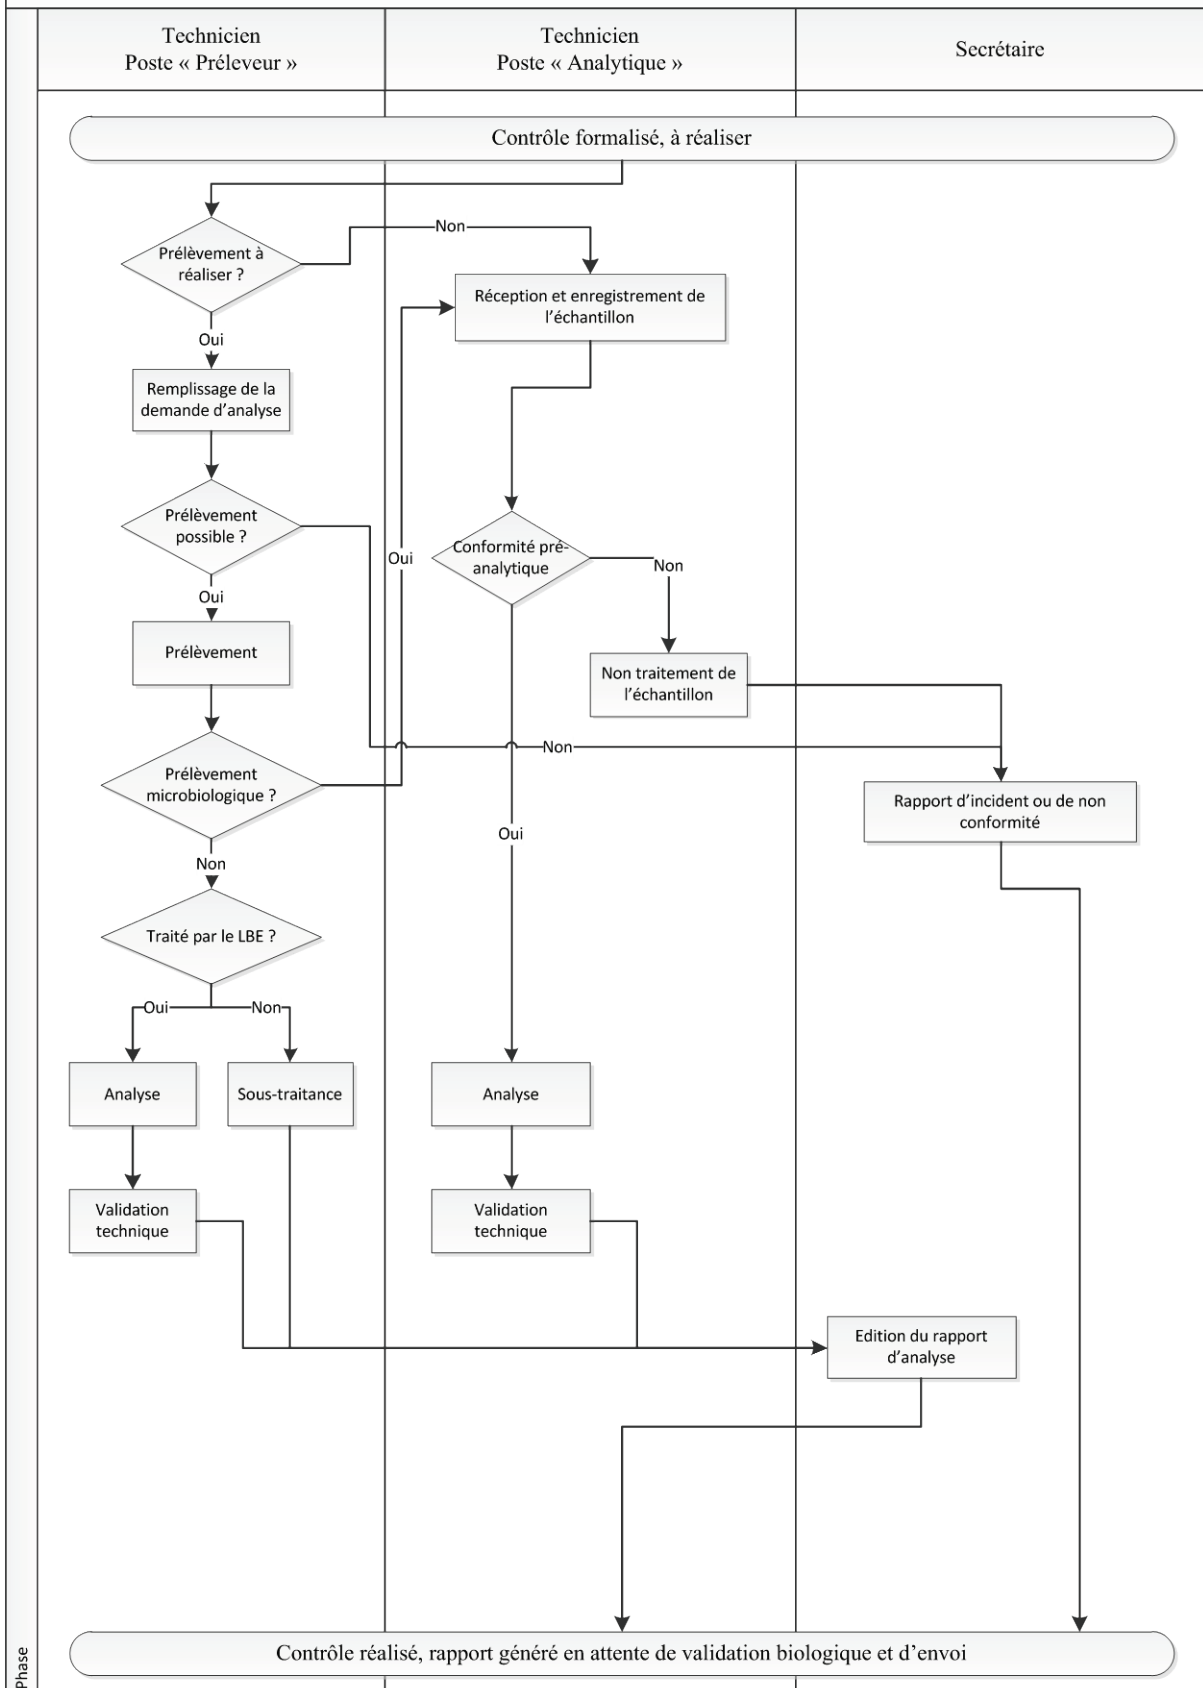 Technicien
Poste « Préleveur »
Technicien
Poste « Analytique »
Secrétaire
Contrôle formalisé, à réaliser
Prélèvement à
réaliser ?
Non
Réception et enregistrement de
l’échantillon
Oui
Remplissage de la
demande d’analyse
Prélèvement
possible ?
Oui
Conformité pré-
analytique
Non
Oui
Prélèvement
Non traitement de
l’échantillon
Non
Prélèvement
microbiologique ?
Rapport d’incident ou de non
conformité
Oui
Non
Traité par le LBE ?
Oui
Non
Analyse
Sous-traitance
Analyse
Validation
technique
Validation
technique
Edition du rapport
d’analyse
Contrôle réalisé, rapport généré en attente de validation biologique et d’envoi
Phase